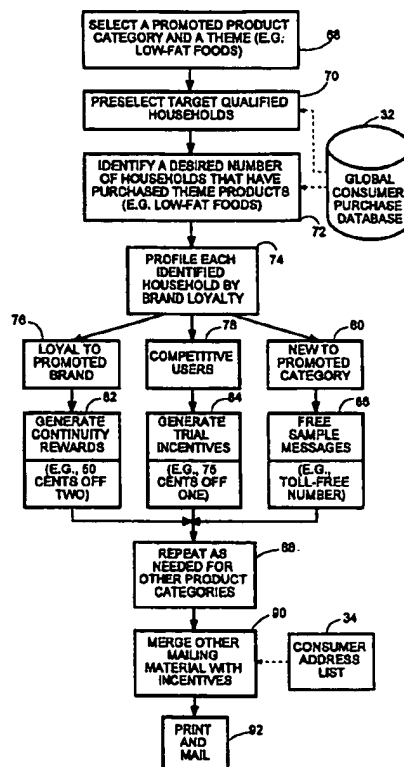 SELECT A PROMOTED PRODUCT
CATEGORY AND A THEME (E.G.
LOW-FAT FOODS)
68
70
PRESELECT TARGET QUALIFIED
HOUSEHOLDS
32
GLOBAL
CONSUMER
PURCHASE
DATABASE
IDENTIFY A DESIRED NUMBER
OF HOUSEHOLDS THAT HAVE
PURCHASED THEME PRODUCTS
(E.G. LOW-FAT FOODS)
72
74
PROFILE EACH
IDENTIFIED
HOUSEHOLD BY
BRAND LOYALTY
76
78
80
LOYAL TO
PROMOTED
BRAND
COMPETITIVE
USERS
NEW TO
PROMOTED
CATEGORY
82
84
86
GENERATE
CONTINUITY
REWARDS
(E.G., 50
CENTS OFF
TWO)
GENERATE
TRIAL
INCENTIVES
(E.G., 75
CENTS OFF
ONE)
FREE
SAMPLE
MESSAGES
(E.G.,
TOLL-FREE
NUMBER)
88
REPEAT AS
NEEDED FOR
OTHER PRODUCT
CATEGORIES
90
MERGE OTHER
MAILING
MATERIAL WITH
INCENTIVES
34
CONSUMER
ADDRESS
LIST
PRINT
AND
MAIL
92